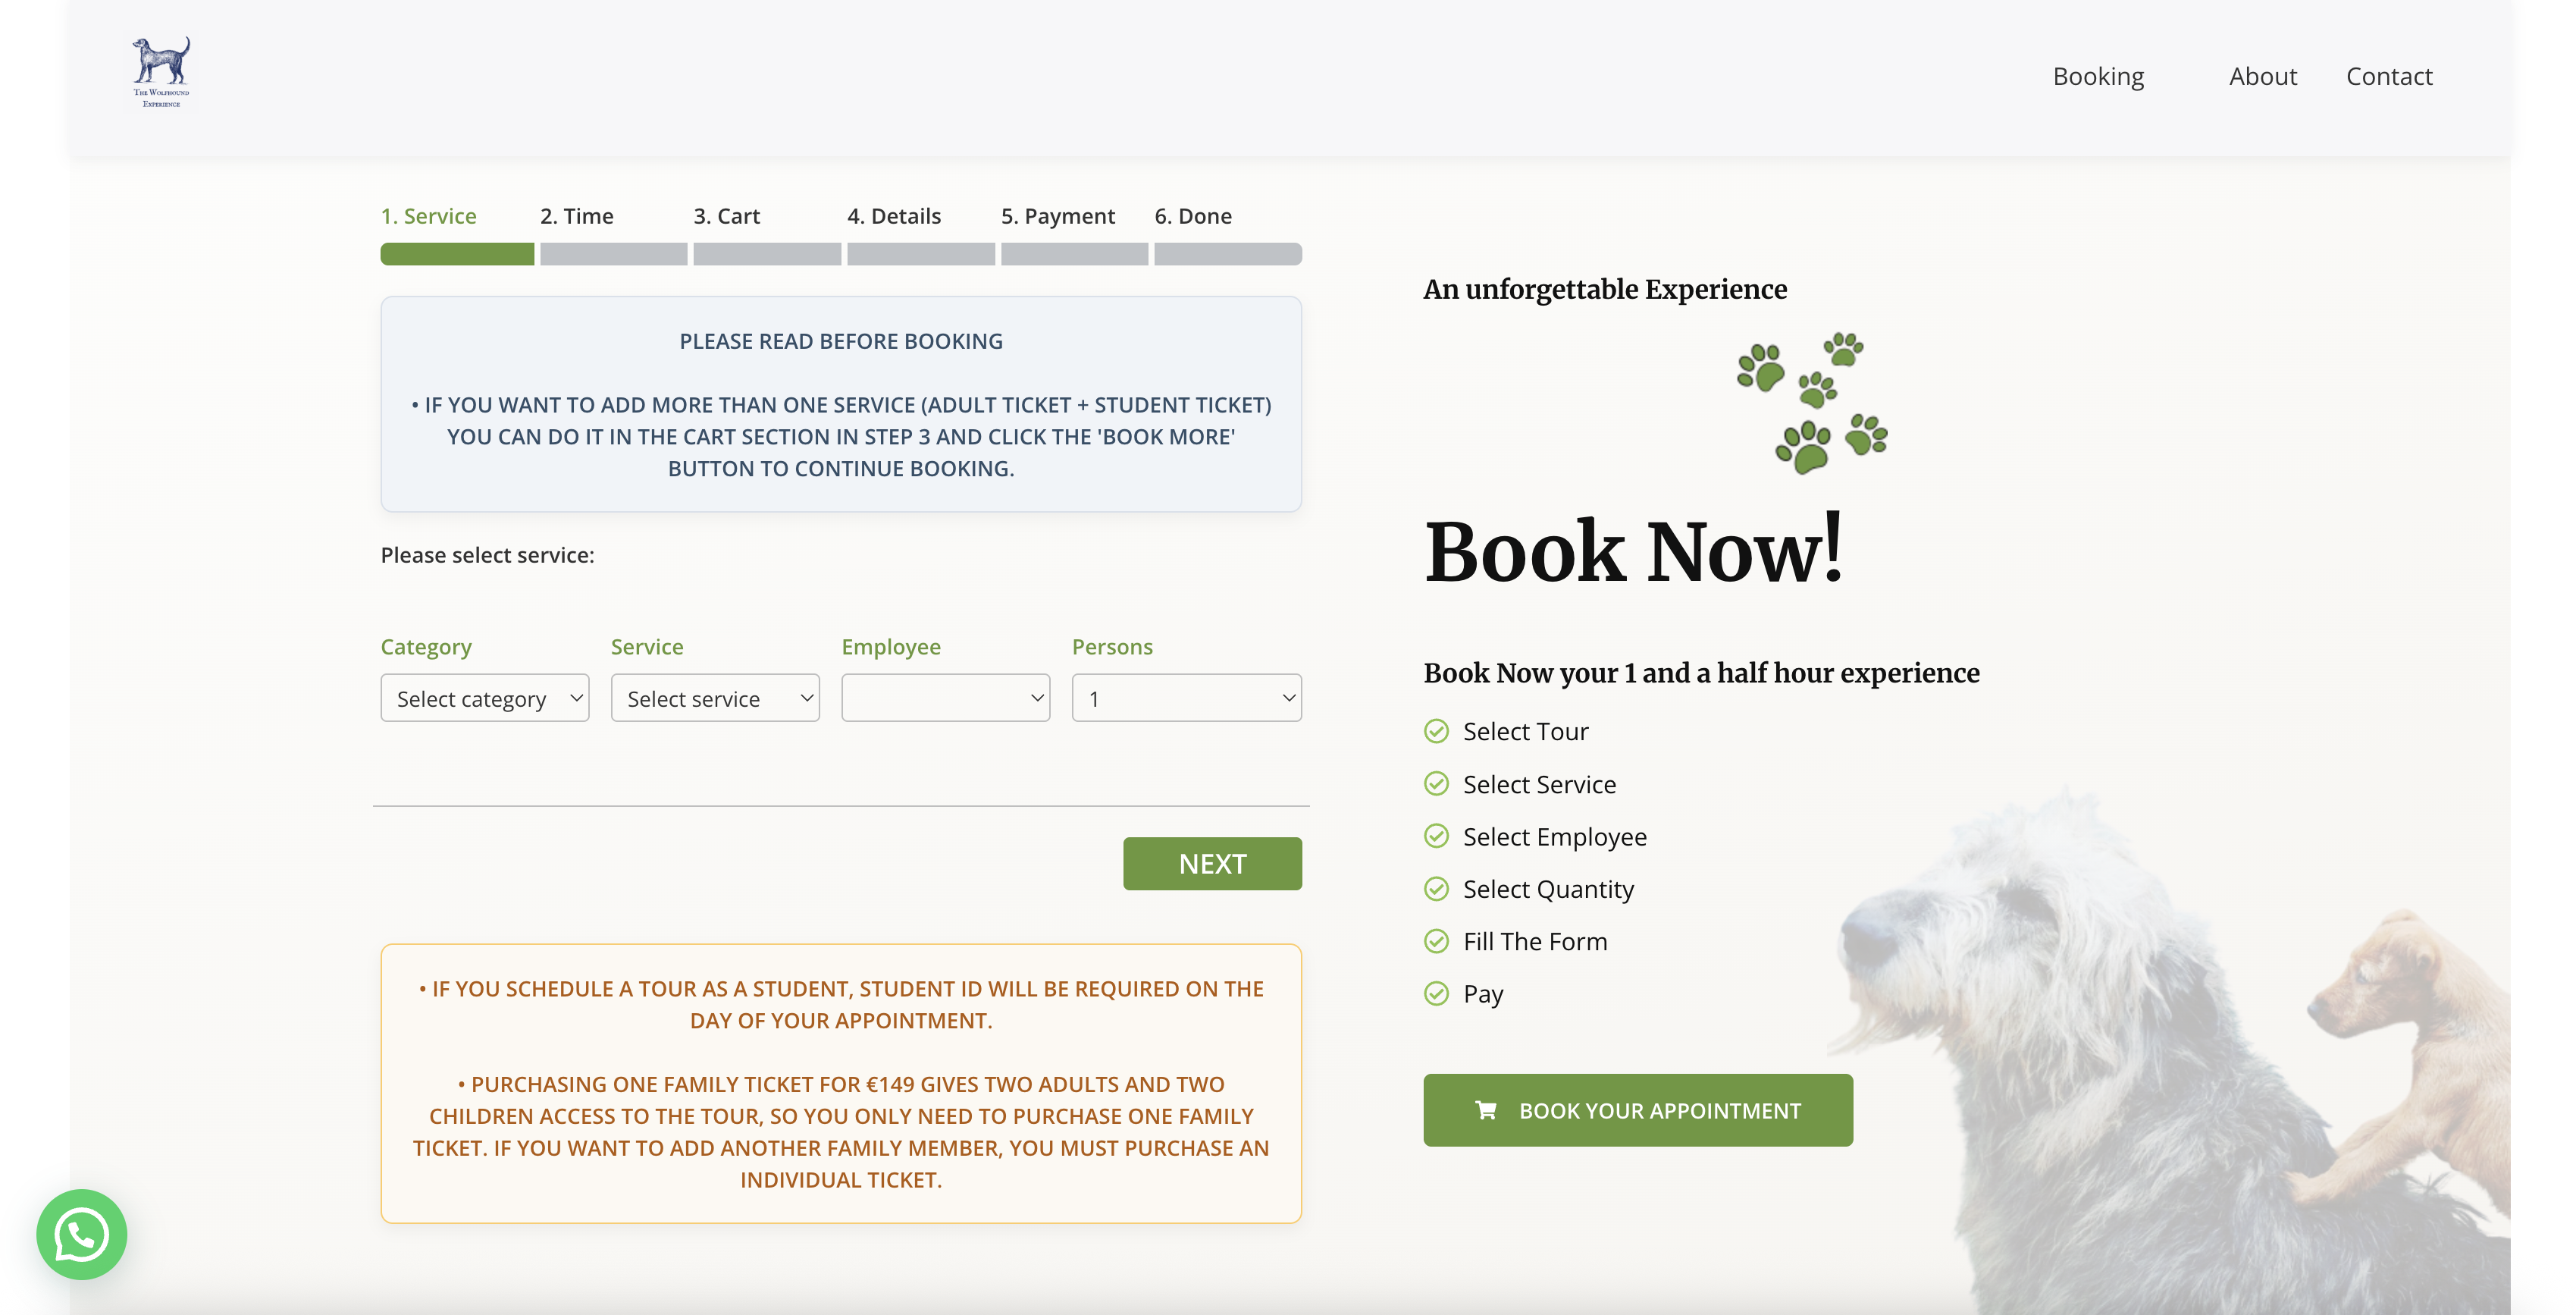 The Wolfhound
Experience
Booking
About
Contact
1. Service
2. Time
3. Cart
4. Details
5. Payment
6. Done
PLEASE READ BEFORE BOOKING
• IF YOU WANT TO ADD MORE THAN ONE SERVICE (ADULT TICKET + STUDENT TICKET)
YOU CAN DO IT IN THE CART SECTION IN STEP 3 AND CLICK THE 'BOOK MORE'
BUTTON TO CONTINUE BOOKING.
Please select service:
Category
Service
Employee
Persons
Select category
Select service
1
NEXT
• IF YOU SCHEDULE A TOUR AS A STUDENT, STUDENT ID WILL BE REQUIRED ON THE
DAY OF YOUR APPOINTMENT.
• PURCHASING ONE FAMILY TICKET FOR €149 GIVES TWO ADULTS AND TWO
CHILDREN ACCESS TO THE TOUR, SO YOU ONLY NEED TO PURCHASE ONE FAMILY
TICKET. IF YOU WANT TO ADD ANOTHER FAMILY MEMBER, YOU MUST PURCHASE AN
INDIVIDUAL TICKET.
An unforgettable Experience
Book Now!
Book Now your 1 and a half hour experience
Select Tour
Select Service
Select Employee
Select Quantity
Fill The Form
Pay
BOOK YOUR APPOINTMENT